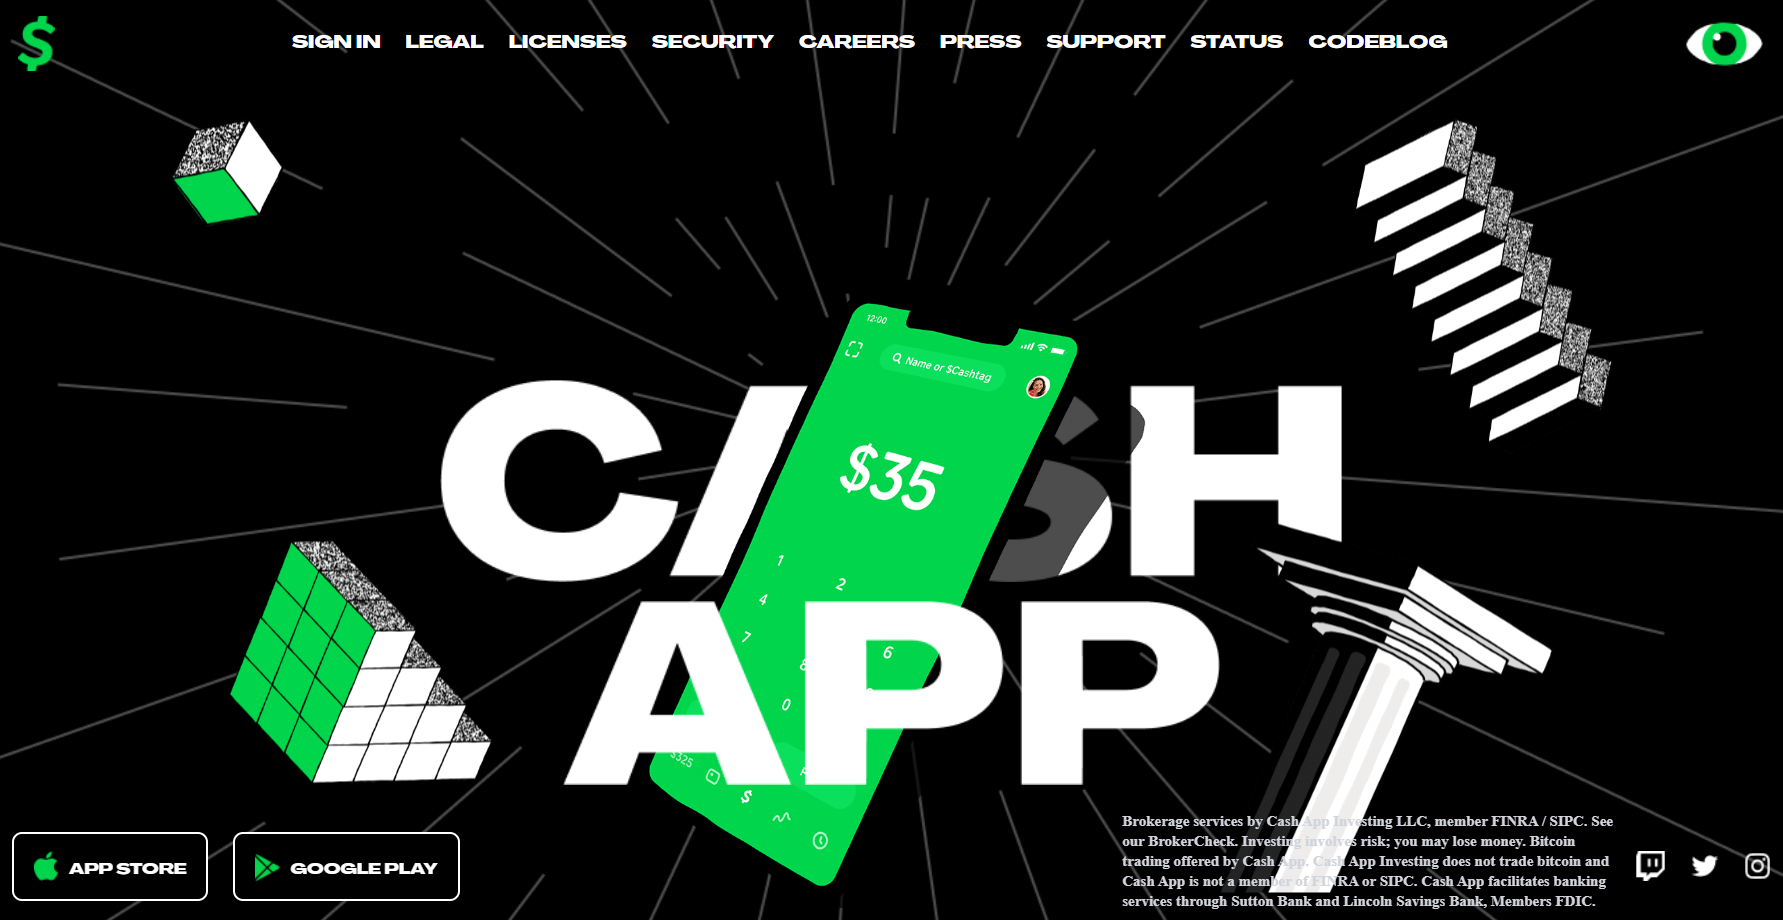 $
SIGN IN LEGAL LICENSES SECURITY CAREERS PRESS SUPPORT STATUS CODEBLOG
12:00
Name or $Cashtag
$35
CASH
1 2
4
7 8 6
0
APP
$325
$
APP STORE GOOGLE PLAY
Brokerage services by Cash App Investing LLC, member FINRA / SIPC. See
our BrokerCheck. Investing involves risk; you may lose money. Bitcoin
trading offered by Cash App. Cash App Investing does not trade bitcoin and
Cash App is not a member of FINRA or SIPC. Cash App facilitates banking
services through Sutton Bank and Lincoln Savings Bank, Members FDIC.